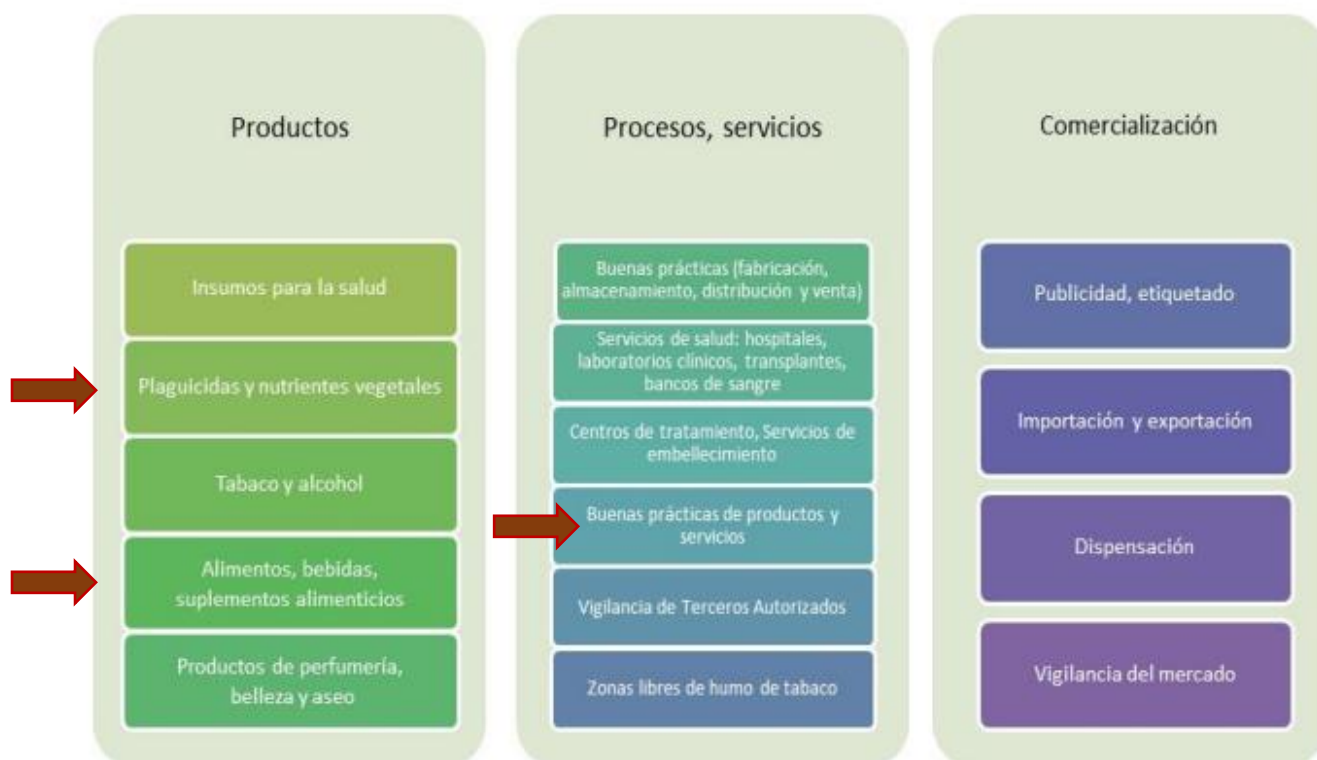 Productos
Insumos para la salud
Plaguicidas y nutrientes vegetales
Tabaco y alcohol
Alimentos, bebidas,
suplementos alimenticios
Productos de perfumería,
belleza y aseo
Procesos, servicios
Buenas prácticas (fabricación,
almacenamiento, distribución y venta)
Servicios de salud: hospitales,
laboratorios clínicos, transplantes,
bancos de sangre
Centros de tratamiento, Servicios de
embellecimiento
Buenas prácticas de productos y
servicios
Vigilancia de Terceros Autorizados
Zonas libres de humo de tabaco
Comercialización
Publicidad, etiquetado
Importación y exportación
Dispensación
Vigilancia del mercado